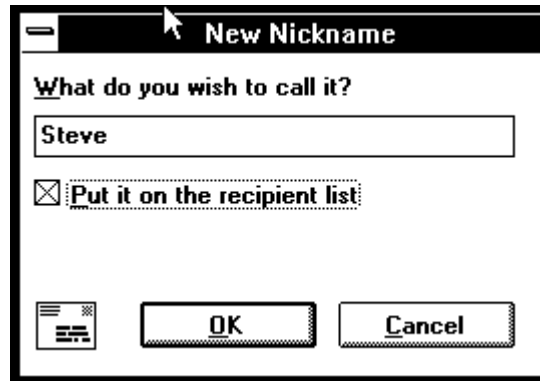 New Nickname
What do you wish to call it?
Steve
Put it on the recipient list
OK
Cancel